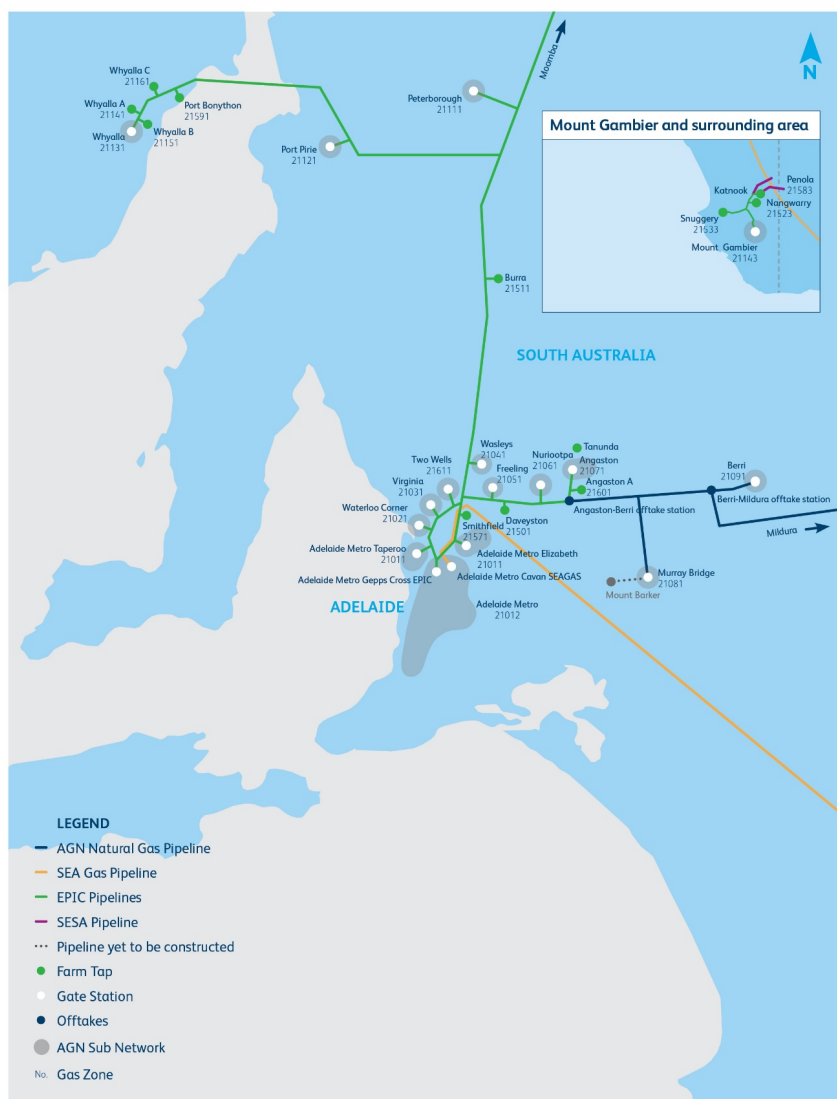 Moomba
N
Whyalla C
21161
Whyalla A
21141
Port Bonython
21591
Whyalla
21131
Whyalla B
21151
Port Pirie
21121
Peterborough
21111
Mount Gambier and surrounding area
Katnook
Penola
21583
Nangwarry
21523
Snuggery
21533
Mount Gambier
21143
Burra
21511
SOUTH AUSTRALIA
Two Wells
21611
Wasleys
21041
Freeling
21051
Nuriootpa
21061
Tanunda
Angaston
21071
Angaston A
21601
Berri
21091
Virginia
21031
Waterloo Corner
21021
Smithfield
21571
Daveyston
21501
Angaston-Berri offtake station
Berri-Mildura offtake station
Mildura
Adelaide Metro Taperoo
21011
Adelaide Metro Elizabeth
21011
Adelaide Metro Gepps Cross EPIC
Adelaide Metro Cavan SEAGAS
Murray Bridge
21081
Mount Barker
ADELAIDE
Adelaide Metro
21012
LEGEND
AGN Natural Gas Pipeline
SEA Gas Pipeline
EPIC Pipelines
SESA Pipeline
Pipeline yet to be constructed
Farm Tap
Gate Station
Offtakes
AGN Sub Network
No. Gas Zone